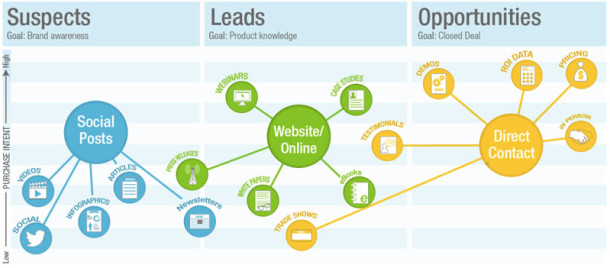 Suspects
Goal: Brand awareness
Leads
Goal: Product knowledge
Opportunities
Goal: Closed Deal
High
PURCHASE INTENT
Low
Social
Posts
VIDEOS
SOCIAL
INFOGRAPHICS
ARTICLES
Newsletters
Website/
Online
WEBINARS
CASE STUDIES
PRESS RELEASES
WHITE PAPERS
eBooks
Direct
Contact
DEMOS
ROI DATA
PRICING
IN PERSON
TESTIMONIALS
TRADE SHOWS